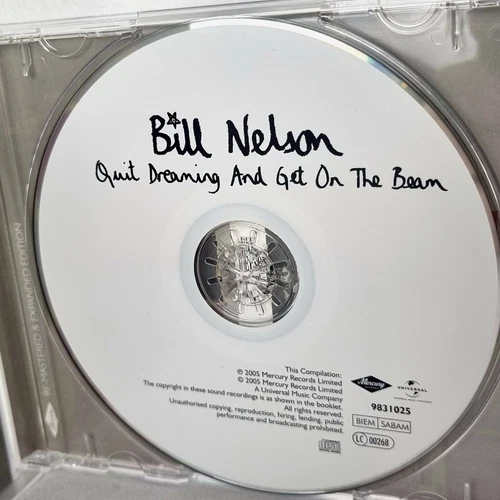 Bill Nelson
Quit Dreaming And Get On The Beam
REMASTERED & EXPANDED EDITION
This Compilation:
℗ 2005 Mercury Records Limited
© 2005 Mercury Records Limited
A Universal Music Company
The copyright in these sound recordings is as shown in the booklet.
All rights reserved.
Unauthorised copying, reproduction, hiring, lending, public
performance and broadcasting prohibited.
Mercury
UNIVERSAL
9831025
BIEM SABAM
LC 00268